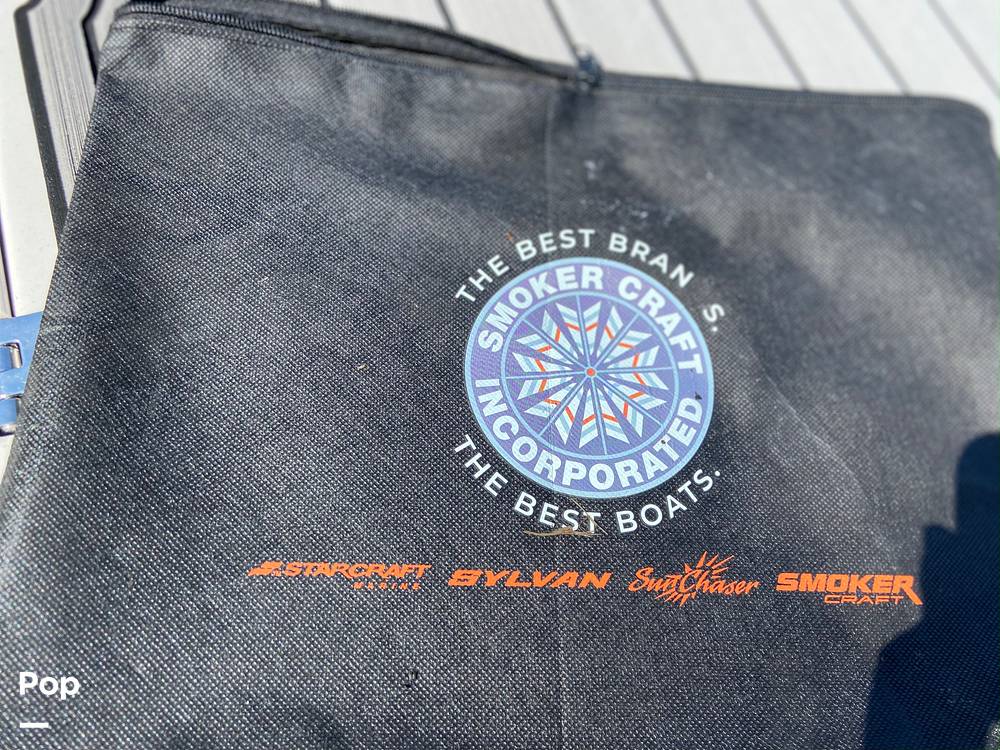 THE BEST BRAN S.
SMOKER CRAFT
INCORPORATED
THE BEST BOATS.
STARCRAFT
MARINE
SYLVAN
SunChaser
SMOKER
CRAFT
Pop